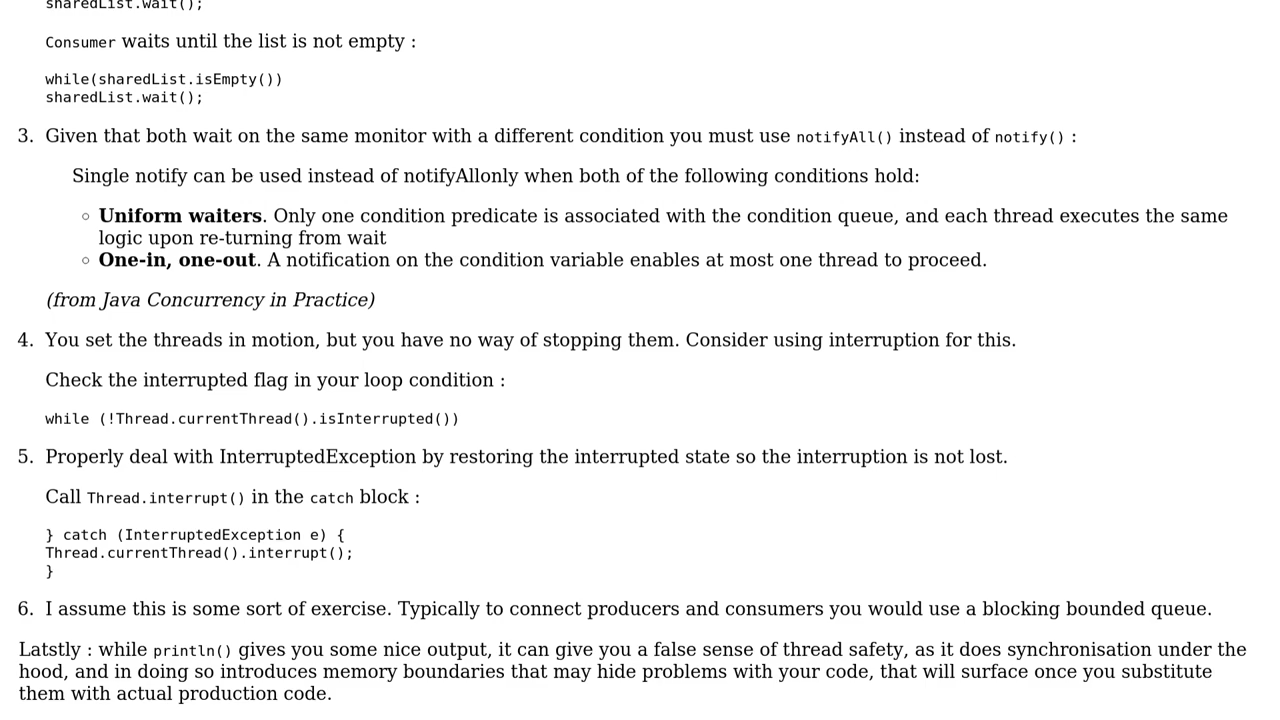 sharedList.wait();
Consumer waits until the list is not empty :
while(sharedList.isEmpty())
sharedList.wait();
3. Given that both wait on the same monitor with a different condition you must use notifyAll() instead of notify() :
Single notify can be used instead of notifyAllonly when both of the following conditions hold:
◦ Uniform waiters. Only one condition predicate is associated with the condition queue, and each thread executes the same
logic upon re-turning from wait
◦ One-in, one-out. A notification on the condition variable enables at most one thread to proceed.
(from Java Concurrency in Practice)
4. You set the threads in motion, but you have no way of stopping them. Consider using interruption for this.
Check the interrupted flag in your loop condition :
while (!Thread.currentThread().isInterrupted())
5. Properly deal with InterruptedException by restoring the interrupted state so the interruption is not lost.
Call Thread.interrupt() in the catch block :
} catch (InterruptedException e) {
Thread.currentThread().interrupt();
}
6. I assume this is some sort of exercise. Typically to connect producers and consumers you would use a blocking bounded queue.
Latstly : while println() gives you some nice output, it can give you a false sense of thread safety, as it does synchronisation under the
hood, and in doing so introduces memory boundaries that may hide problems with your code, that will surface once you substitute
them with actual production code.